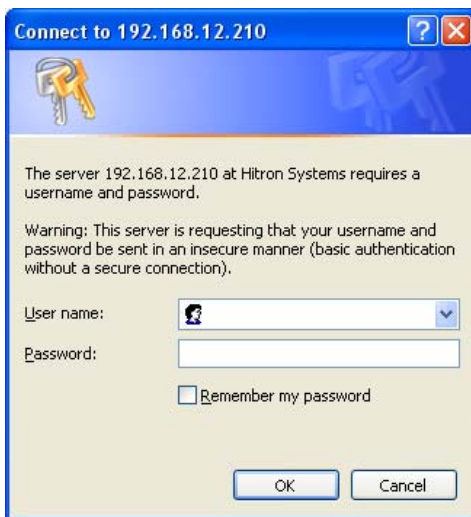 Connect to 192.168.12.210
The server 192.168.12.210 at Hitron Systems requires a
username and password.
Warning: This server is requesting that your username and
password be sent in an insecure manner (basic authentication
without a secure connection).
User name:
Password:
Remember my password
OK Cancel